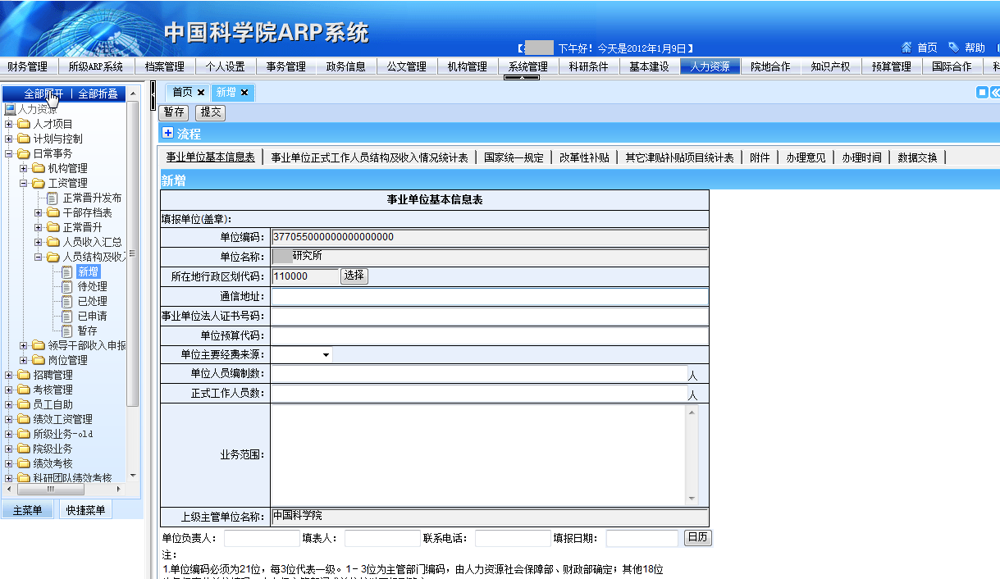 中国科学院ARP系统
【 下午好！今天是2012年1月9日】
首页 帮助
财务管理 所级ARP系统 档案管理 个人设置 事务管理 政务信息 公文管理 机构管理 系统管理 科研条件 基本建设 人力资源 院地合作 知识产权 预算管理 国际合作 科
全部展开 | 全部折叠
人力资源
人才项目
计划与控制
日常事务
机构管理
工资管理
正常晋升发布
干部存档表
正常晋升
人员收入汇总
人员结构及收入
新增
待处理
已处理
已申请
暂存
领导干部收入申报
岗位管理
招聘管理
考核管理
员工自助
绩效工资管理
所级业务-old
院级业务
绩效考核
科研团队绩效考核
主菜单 快捷菜单
首页 新增
暂存 提交
流程
事业单位基本信息表 | 事业单位正式工作人员结构及收入情况统计表 | 国家统一规定 | 改革性补贴 | 其它津贴补贴项目统计表 | 附件 | 办理意见 | 办理时间 | 数据交换 |
新增
事业单位基本信息表
填报单位(盖章):
单位编码: 377055000000000000000
单位名称: 研究所
所在地行政区划代码: 110000 选择
通信地址:
事业单位法人证书号码:
单位预算代码:
单位主要经费来源:
单位人员编制数: 人
正式工作人员数: 人
业务范围:
上级主管单位名称: 中国科学院
单位负责人: 填表人: 联系电话: 填报日期: 日历
注:
1.单位编码必须为21位，每3位代表一级。1－3位为主管部门编码，由人力资源社会保障部、财政部确定；其他18位